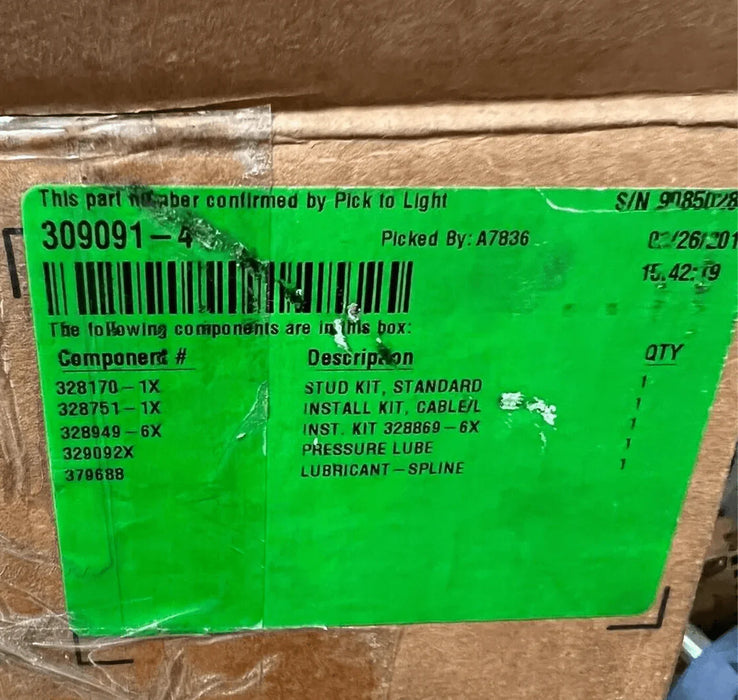 This part number confirmed by Pick to Light
309091-4
Picked By: A7836
S/N
15:42:19
The following components are in this box:
Component # Description QTY
328170-1X STUD KIT, STANDARD 1
328751-1X INSTALL KIT, CABLE/L 1
328949-6X INST. KIT 328869-6X 1
329092X PRESSURE LUBE 1
379688 LUBRICANT-SPLINE 1